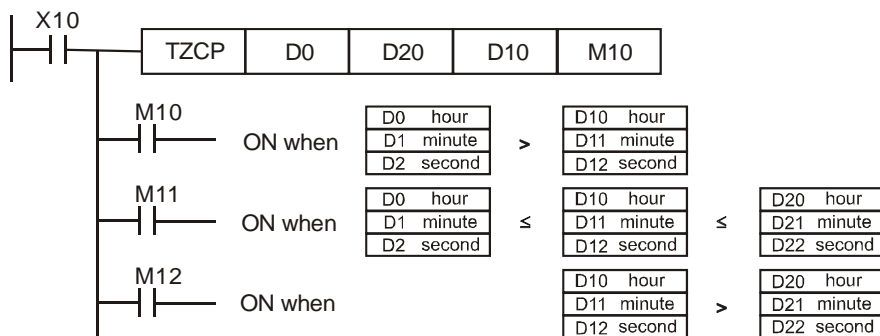 X10
TZCP D0 D20 D10 M10
M10
ON when
D0 hour
D1 minute
D2 second
>
D10 hour
D11 minute
D12 second
M11
ON when
D0 hour
D1 minute
D2 second
≤
D10 hour
D11 minute
D12 second
≤
D20 hour
D21 minute
D22 second
M12
ON when
D10 hour
D11 minute
D12 second
>
D20 hour
D21 minute
D22 second